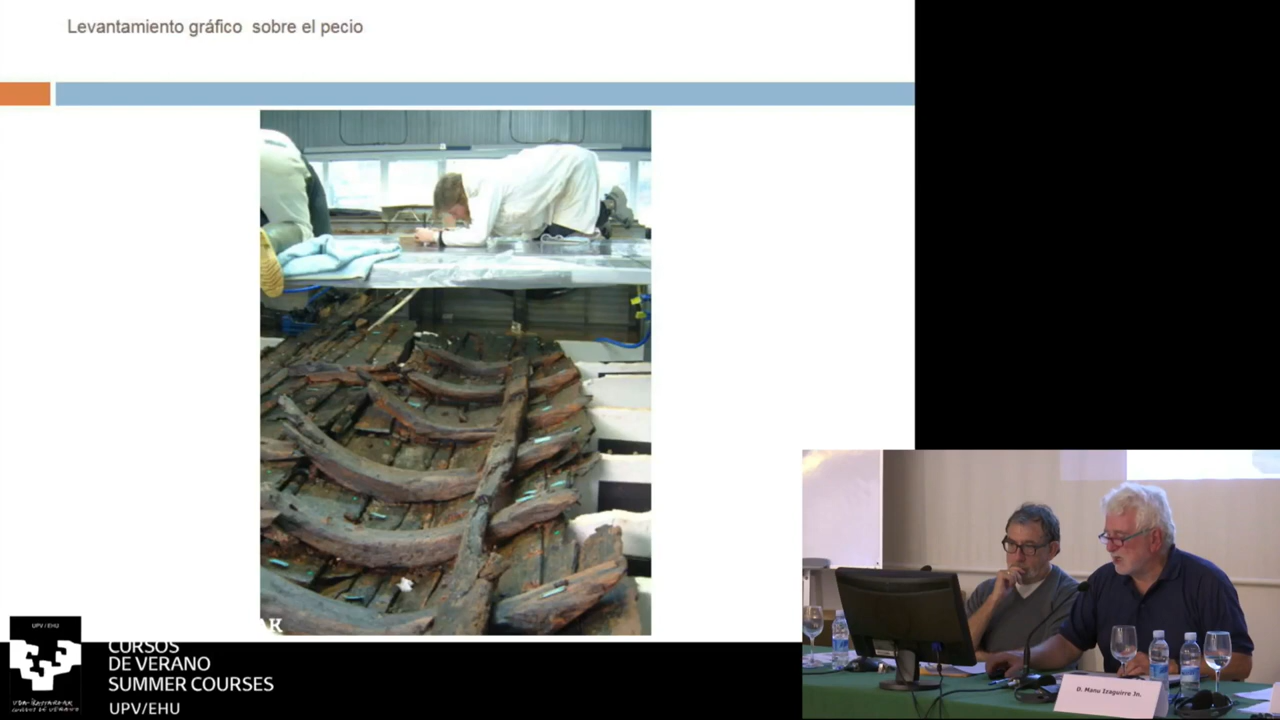 Levantamiento gráfico sobre el pecio
UPV / EHU
CURSOS
DE VERANO
SUMMER COURSES
UPV/EHU
D. Manu Izaguirre Jn.